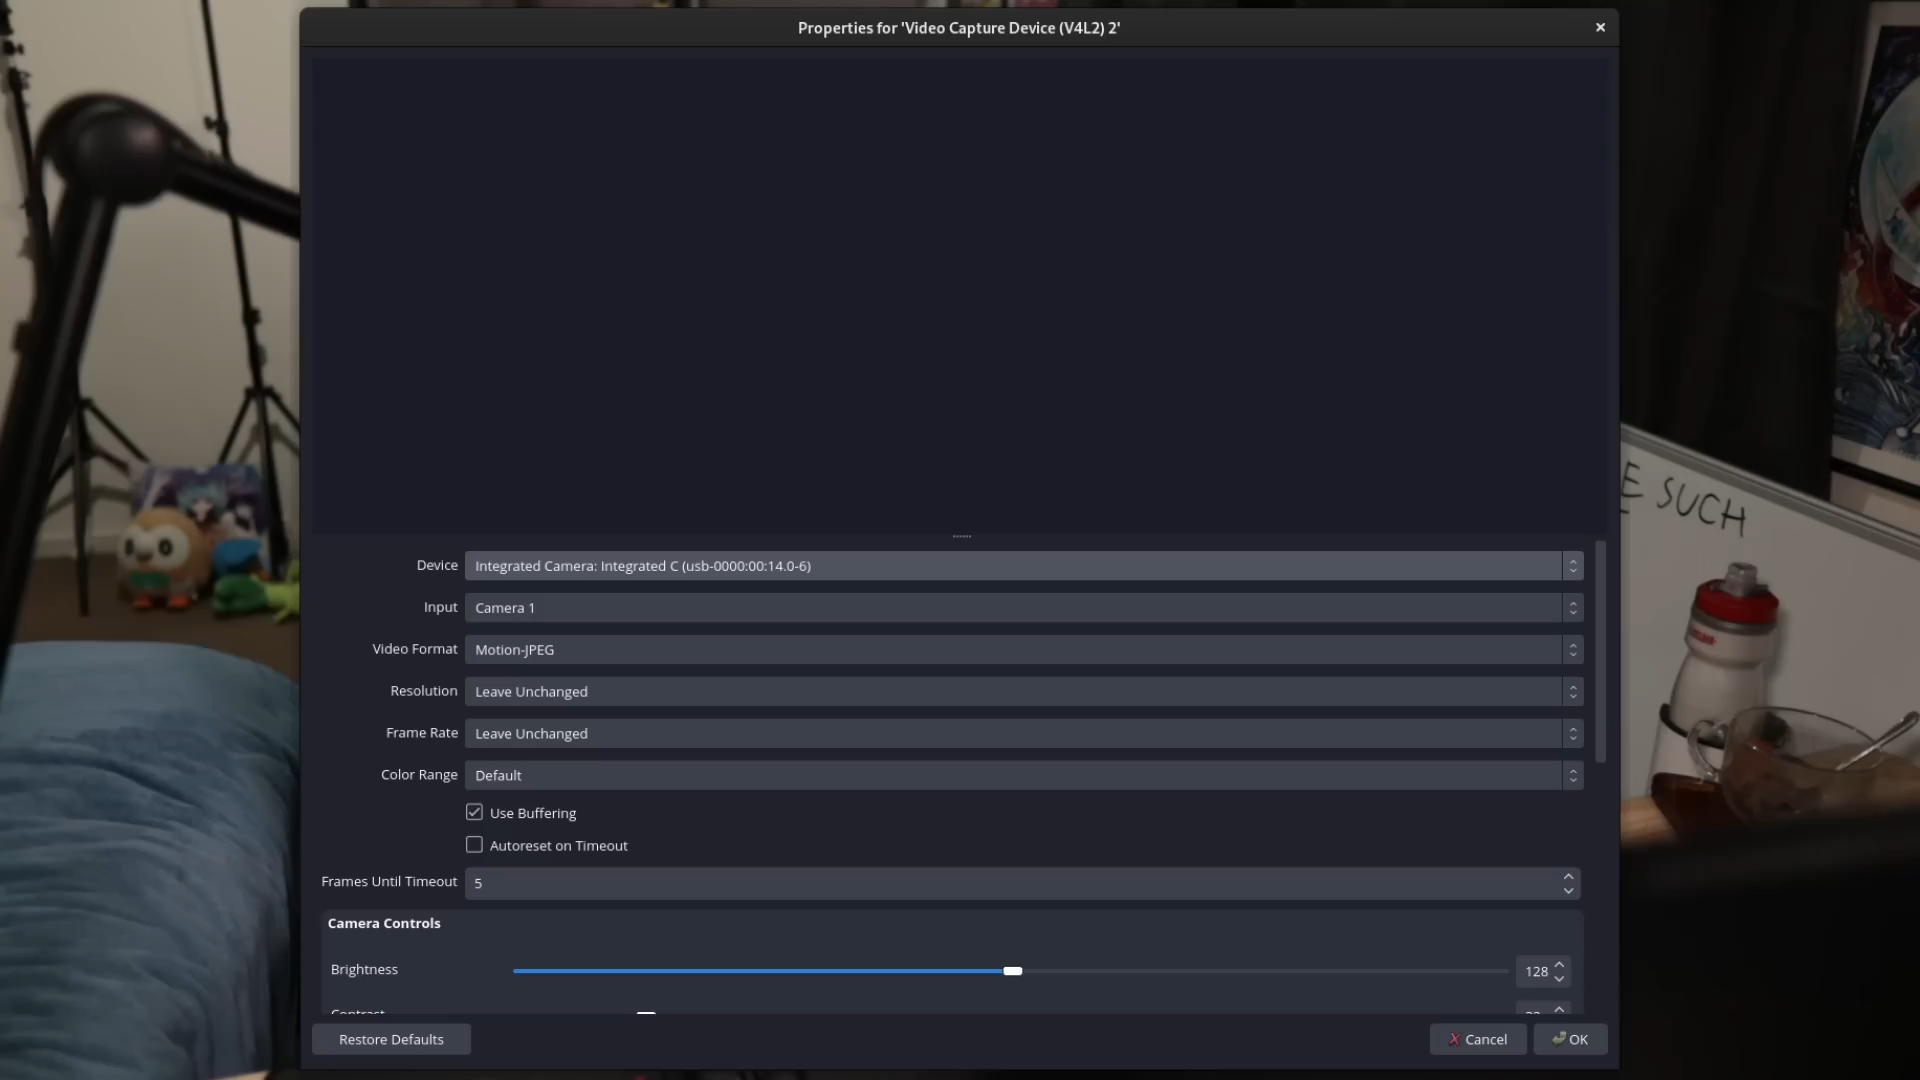 Properties for 'Video Capture Device (V4L2) 2'
Device Integrated Camera: Integrated C (usb-0000:00:14.0-6)
Input Camera 1
Video Format Motion-JPEG
Resolution Leave Unchanged
Frame Rate Leave Unchanged
Color Range Default
Use Buffering
Autoreset on Timeout
Frames Until Timeout 5
Camera Controls
Brightness 128
Restore Defaults Cancel OK
E SUCH